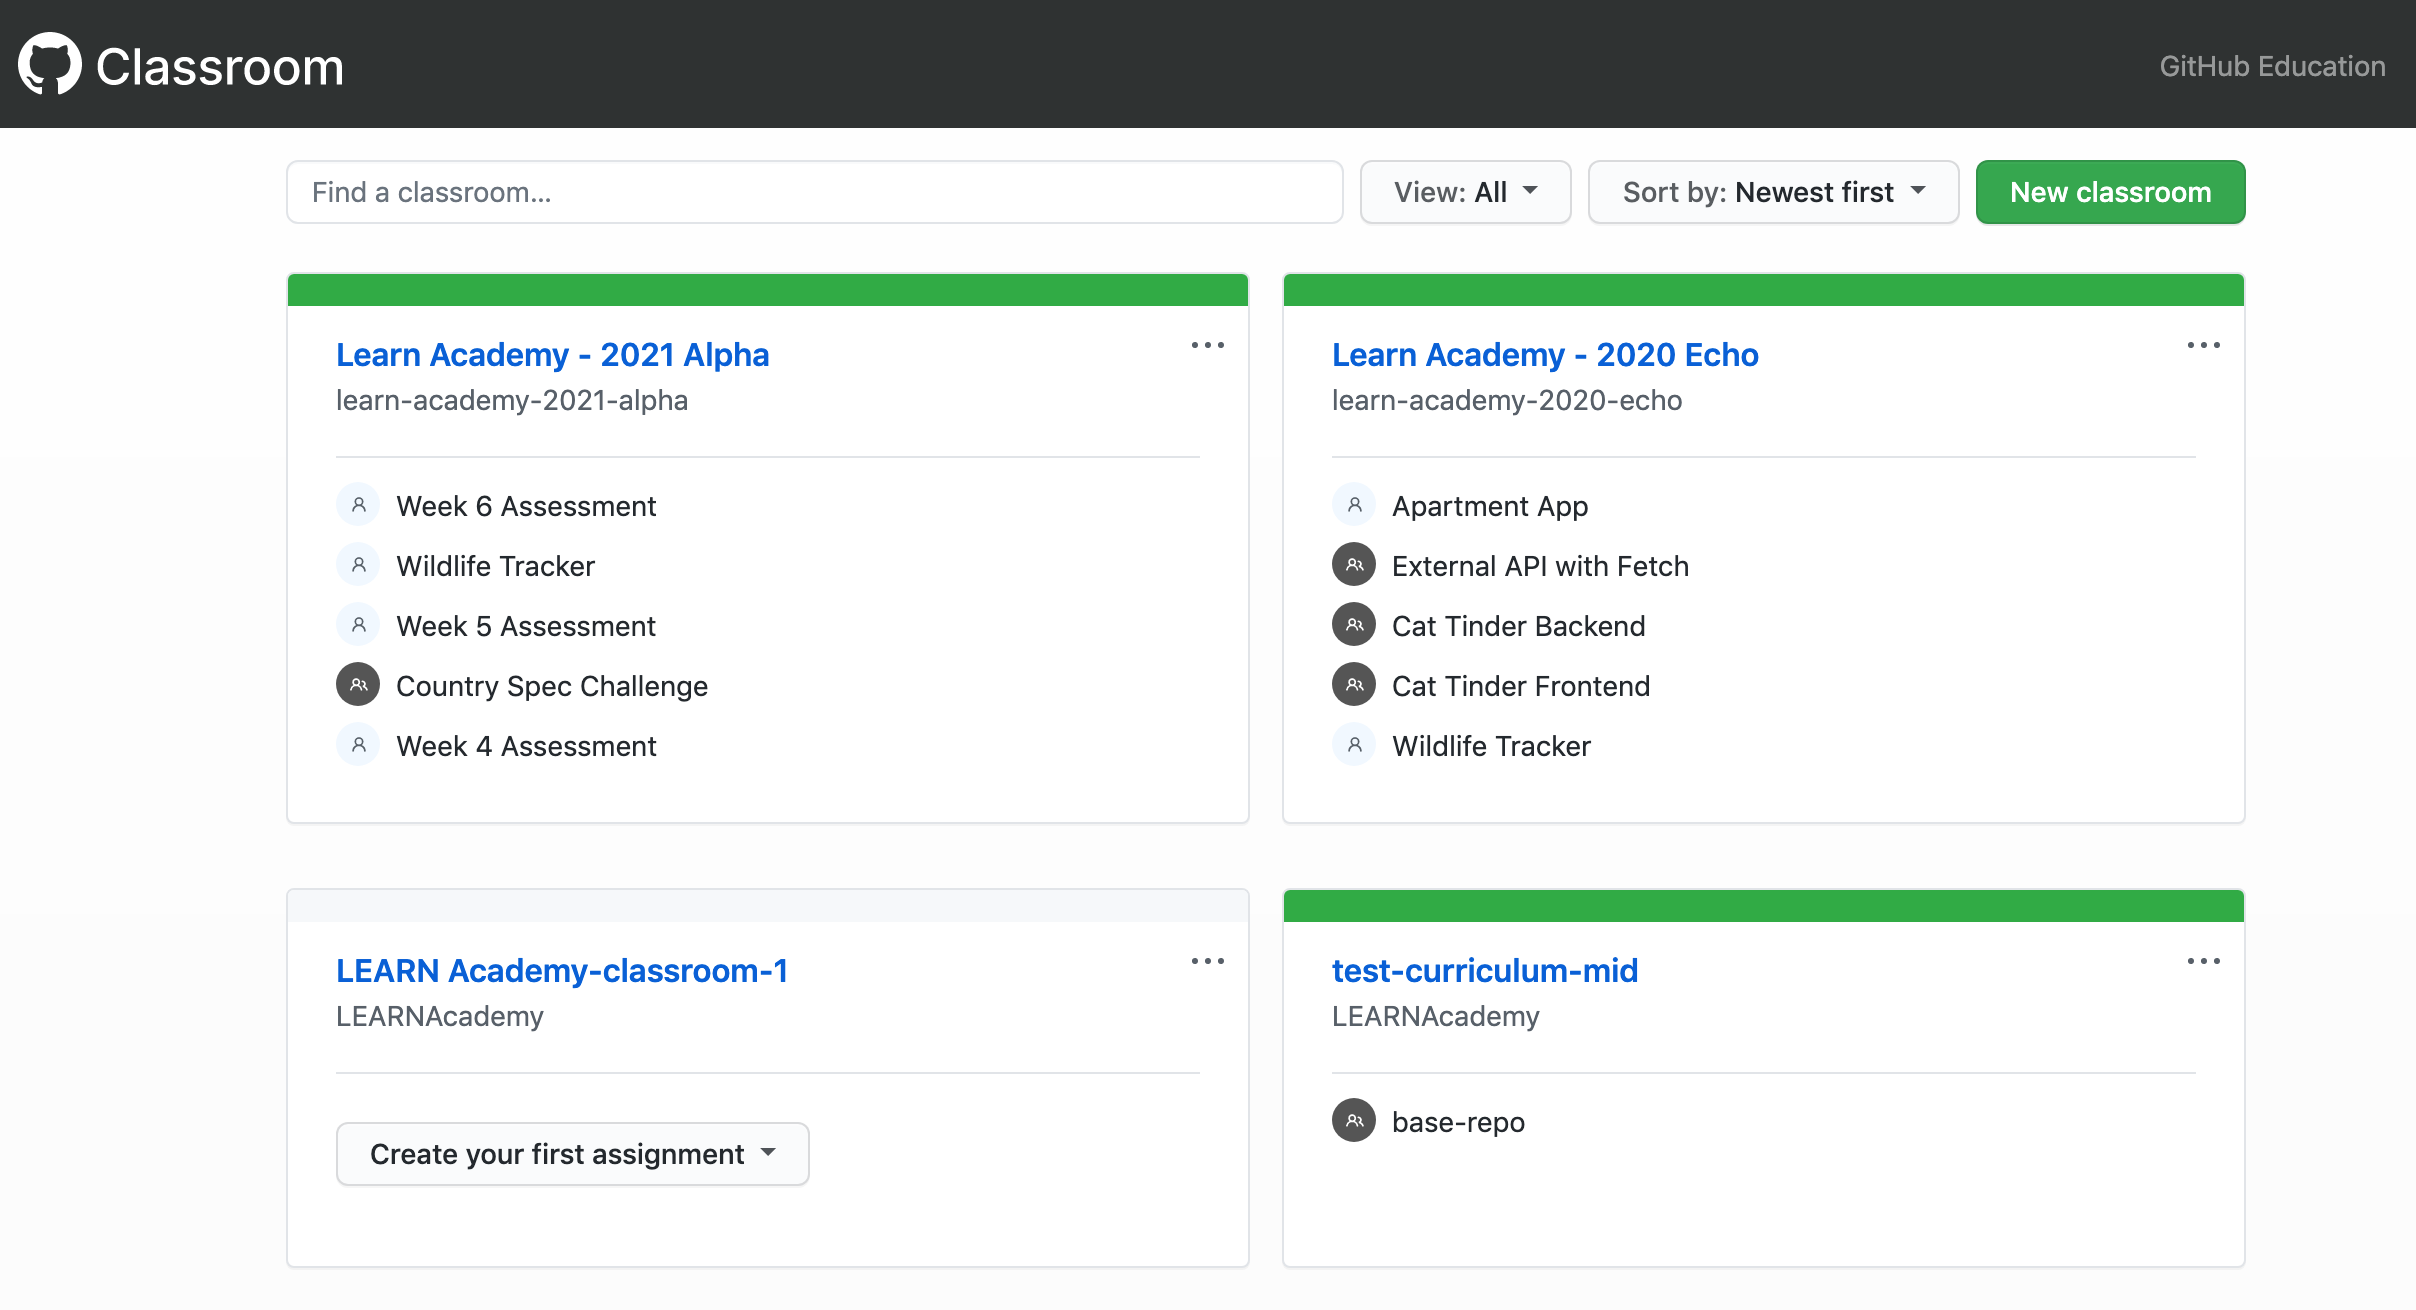 Classroom
GitHub Education
Find a classroom...
View: All
Sort by: Newest first
New classroom
Learn Academy - 2021 Alpha
learn-academy-2021-alpha
Week 6 Assessment
Wildlife Tracker
Week 5 Assessment
Country Spec Challenge
Week 4 Assessment
Learn Academy - 2020 Echo
learn-academy-2020-echo
Apartment App
External API with Fetch
Cat Tinder Backend
Cat Tinder Frontend
Wildlife Tracker
LEARN Academy-classroom-1
LEARNAcademy
Create your first assignment
test-curriculum-mid
LEARNAcademy
base-repo